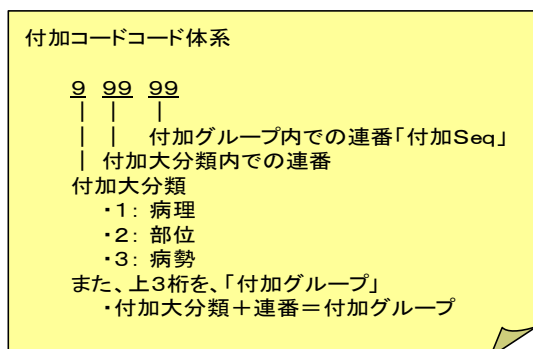 付加コードコード体系
9 99 99
| | |
| | 付加グループ内での連番「付加Seq」
| 付加大分類内での連番
付加大分類
・1: 病理
・2: 部位
・3: 病勢
また、上3桁を、「付加グループ」
・付加大分類+連番=付加グループ